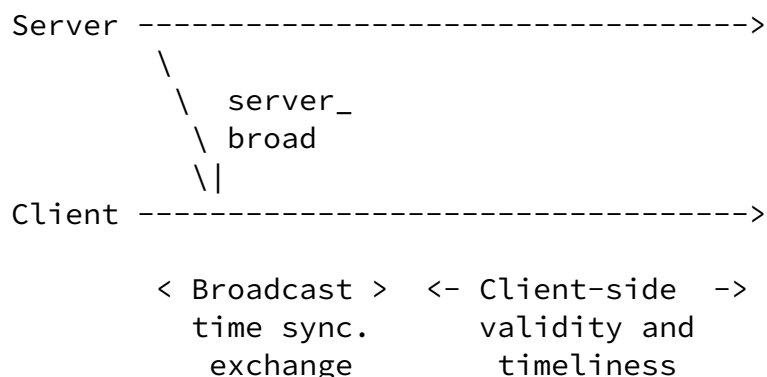 Server ---------------------------------->
\
\ server_
\ broad
\|
Client ---------------------------------->
< Broadcast > <- Client-side ->
time sync. validity and
exchange timeliness